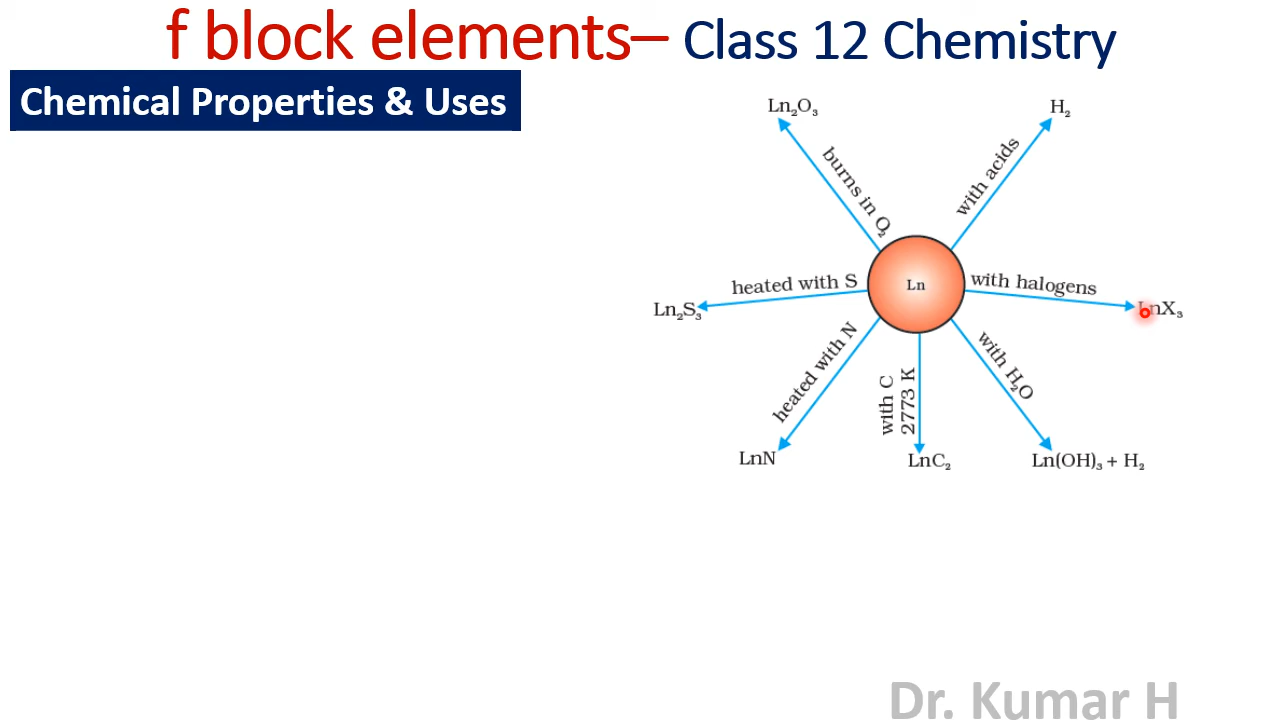 f block elements– Class 12 Chemistry
Chemical Properties & Uses
Ln₂O₃
H₂
burns in O₂
with acids
heated with S
Ln
with halogens
Ln₂S₃
LnX₃
heated with N
with C
2773 K
with H₂O
LnN
LnC₂
Ln(OH)₃ + H₂
Dr. Kumar H